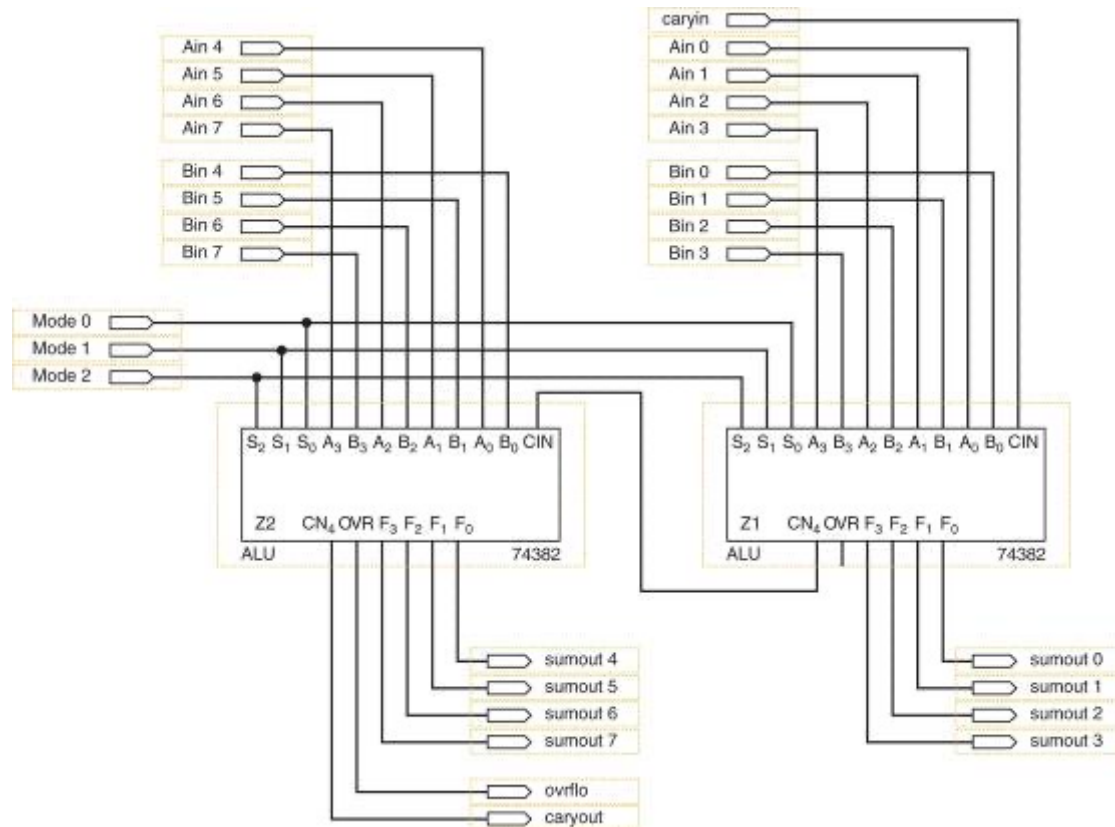 caryin
Ain 4
Ain 5
Ain 6
Ain 7
Ain 0
Ain 1
Ain 2
Ain 3
Bin 4
Bin 5
Bin 6
Bin 7
Bin 0
Bin 1
Bin 2
Bin 3
Mode 0
Mode 1
Mode 2
S2 S1 S0 A3 B3 A2 B2 A1 B1 A0 B0 CIN
Z2 CN4 OVR F3 F2 F1 F0
ALU 74382
S2 S1 S0 A3 B3 A2 B2 A1 B1 A0 B0 CIN
Z1 CN4 OVR F3 F2 F1 F0
ALU 74382
sumout 4
sumout 5
sumout 6
sumout 7
ovrflo
caryout
sumout 0
sumout 1
sumout 2
sumout 3